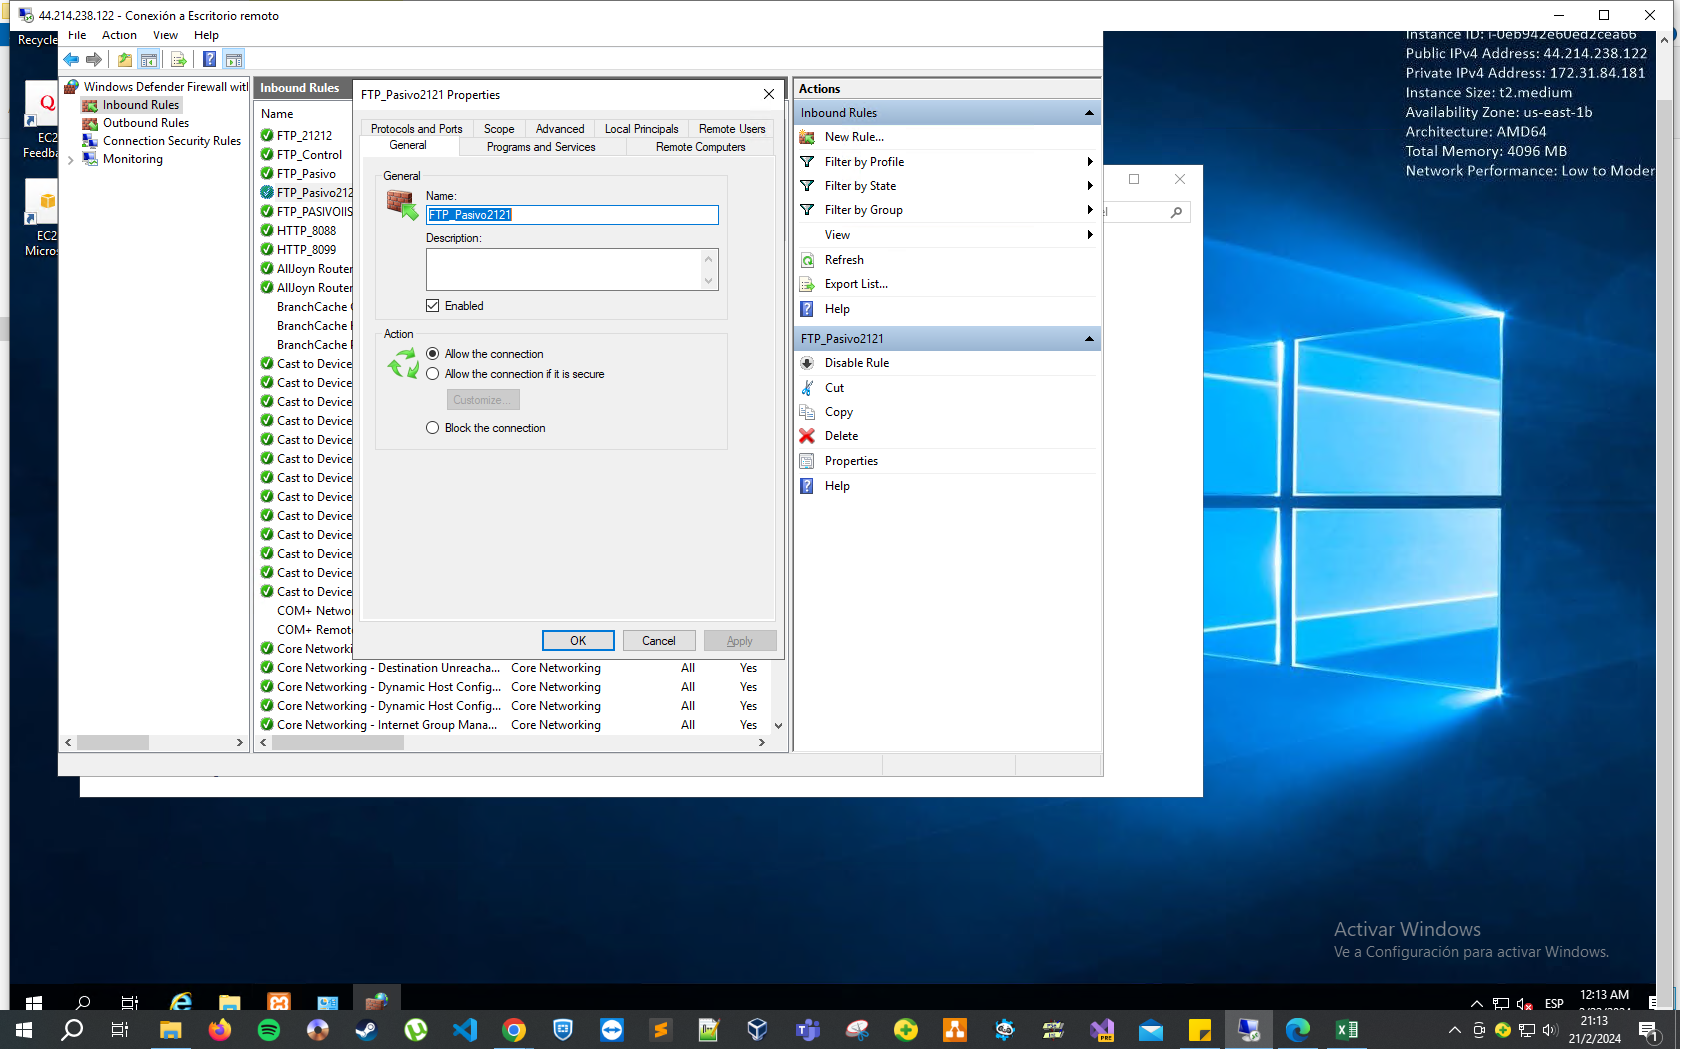 44.214.238.122 - Conexión a Escritorio remoto
Recycle
File Action View Help
Instance ID: i-0eb942e60ed2cea66
Public IPv4 Address: 44.214.238.122
Private IPv4 Address: 172.31.84.181
Instance Size: t2.medium
Availability Zone: us-east-1b
Architecture: AMD64
Total Memory: 4096 MB
Network Performance: Low to Moder
EC2
Feedba
EC2
Micros
Windows Defender Firewall with
Inbound Rules
Outbound Rules
Connection Security Rules
Monitoring
Inbound Rules
Name
FTP_21212
FTP_Control
FTP_Pasivo
FTP_Pasivo212
FTP_PASIVOIIS
HTTP_8088
HTTP_8099
AllJoyn Router
AllJoyn Router
BranchCache
BranchCache
BranchCache
Cast to Device
Cast to Device
Cast to Device
Cast to Device
Cast to Device
Cast to Device
Cast to Device
Cast to Device
Cast to Device
Cast to Device
Cast to Device
Cast to Device
Cast to Device
COM+ Netwo
COM+ Remot
Core Networki
Core Networking - Destination Unreacha... Core Networking All Yes
Core Networking - Dynamic Host Config... Core Networking All Yes
Core Networking - Dynamic Host Config... Core Networking All Yes
Core Networking - Internet Group Mana... Core Networking All Yes
FTP_Pasivo2121 Properties
Protocols and Ports Scope Advanced Local Principals Remote Users
General Programs and Services Remote Computers
General
Name:
FTP_Pasivo2121
Description:
Enabled
Action
Allow the connection
Allow the connection if it is secure
Customize...
Block the connection
OK Cancel Apply
Actions
Inbound Rules
New Rule...
Filter by Profile
Filter by State
Filter by Group
View
Refresh
Export List...
Help
FTP_Pasivo2121
Disable Rule
Cut
Copy
Delete
Properties
Help
Activar Windows
Ve a Configuración para activar Windows.
ESP
12:13 AM
21:13
21/2/2024
1